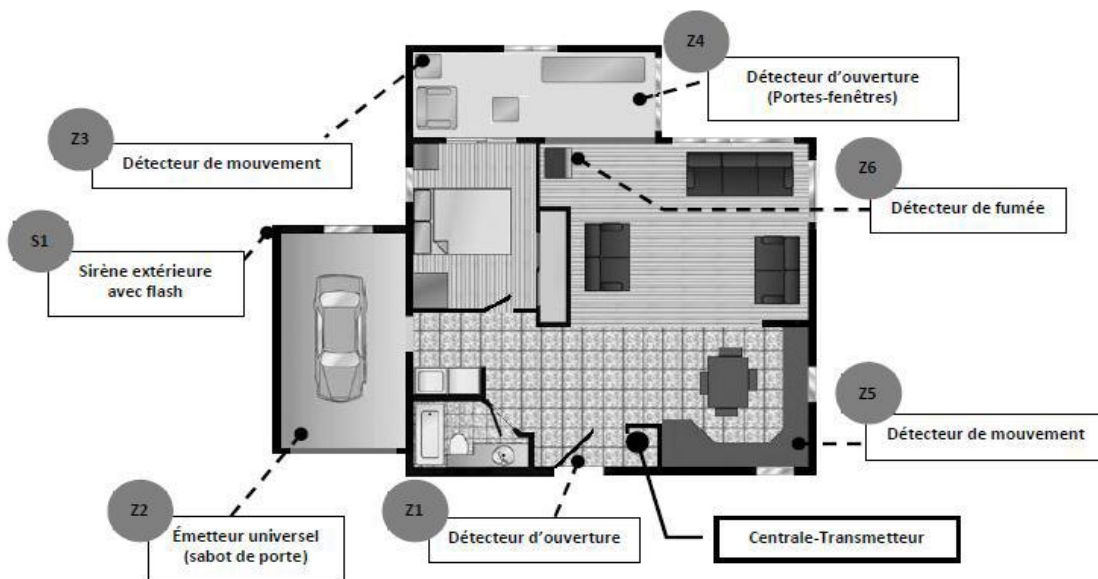 Z4
Détecteur d'ouverture
(Portes-fenêtres)
Z3
Détecteur de mouvement
Z6
Détecteur de fumée
S1
Sirène extérieure
avec flash
Z5
Détecteur de mouvement
Z2
Émetteur universel
(sabot de porte)
Z1
Détecteur d'ouverture
Centrale-Transmetteur